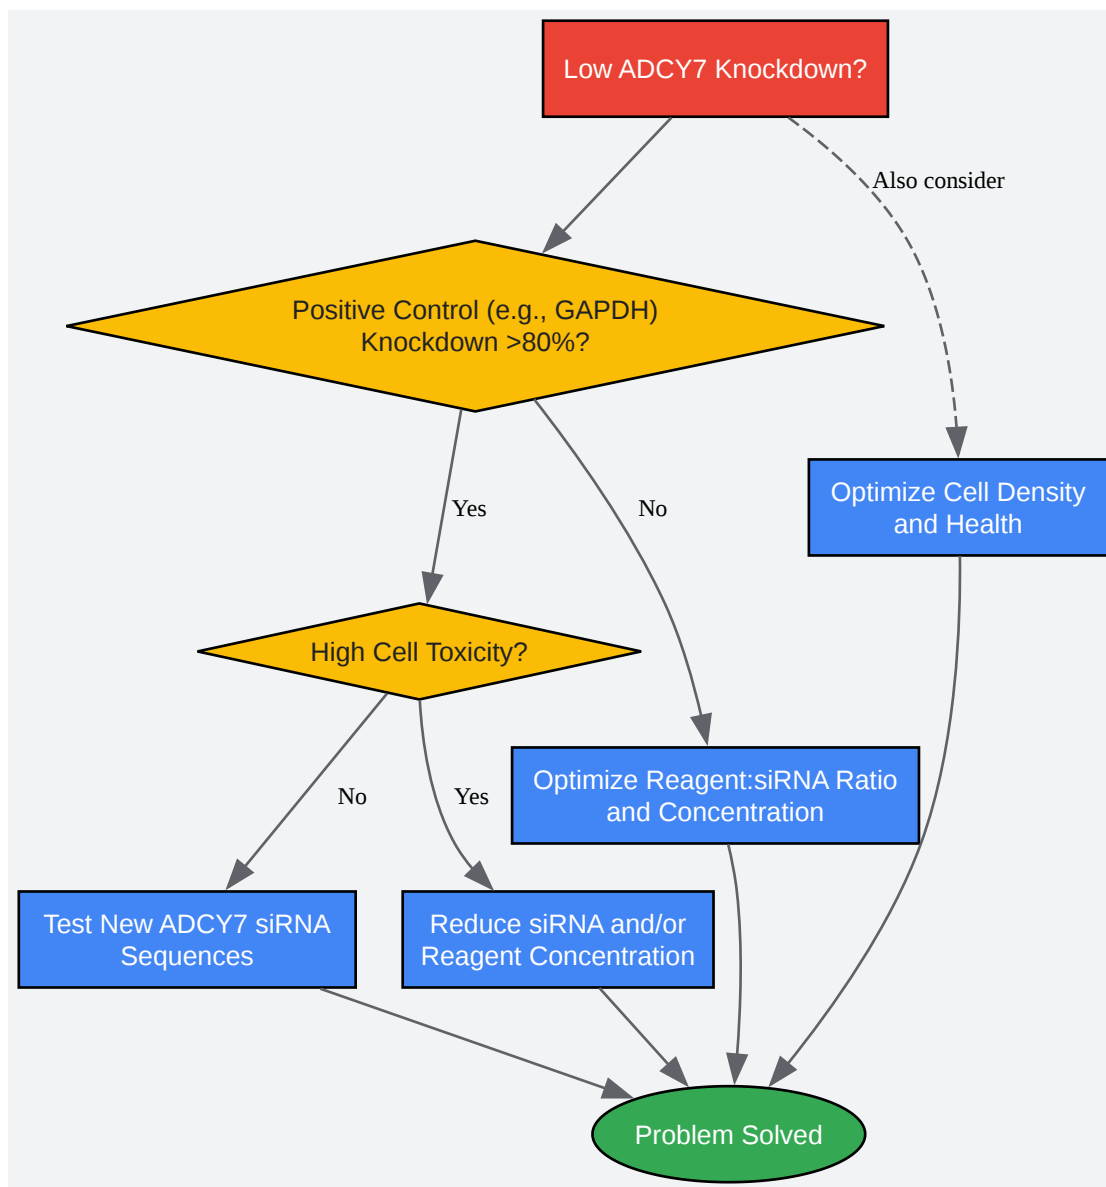 Low ADCY7 Knockdown?
Also consider
Positive Control (e.g., GAPDH)
Knockdown >80%?
Yes
No
Optimize Cell Density
and Health
High Cell Toxicity?
No
Yes
Optimize Reagent:siRNA Ratio
and Concentration
Test New ADCY7 siRNA
Sequences
Reduce siRNA and/or
Reagent Concentration
Problem Solved